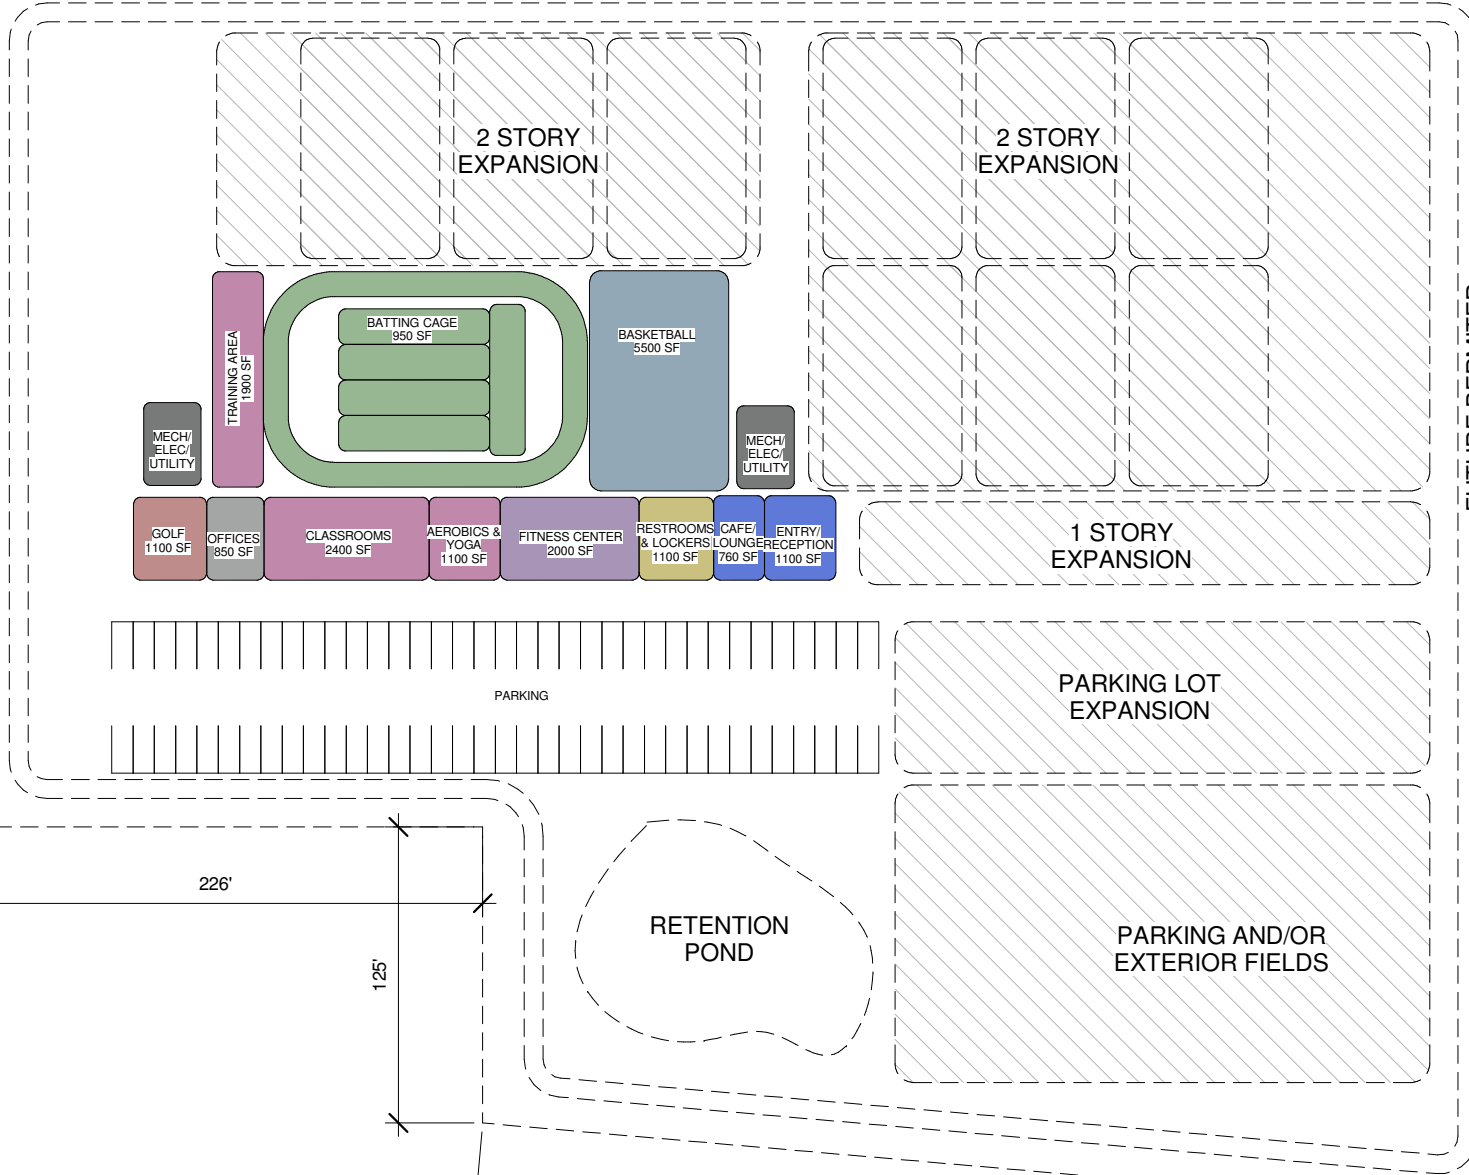 2 STORY
EXPANSION
2 STORY
EXPANSION
BATTING CAGE
950 SF
BASKETBALL
5500 SF
TRAINING AREA
1900 SF
MECH/
ELEC/
UTILITY
MECH/
ELEC/
UTILITY
GOLF
1100 SF
OFFICES
850 SF
CLASSROOMS
2400 SF
AEROBICS &
YOGA
1100 SF
FITNESS CENTER
2000 SF
RESTROOMS
& LOCKERS
1100 SF
CAFE/
LOUNGE
760 SF
ENTRY/
RECEPTION
1100 SF
1 STORY
EXPANSION
PARKING
PARKING LOT
EXPANSION
226'
125'
RETENTION
POND
PARKING AND/OR
EXTERIOR FIELDS